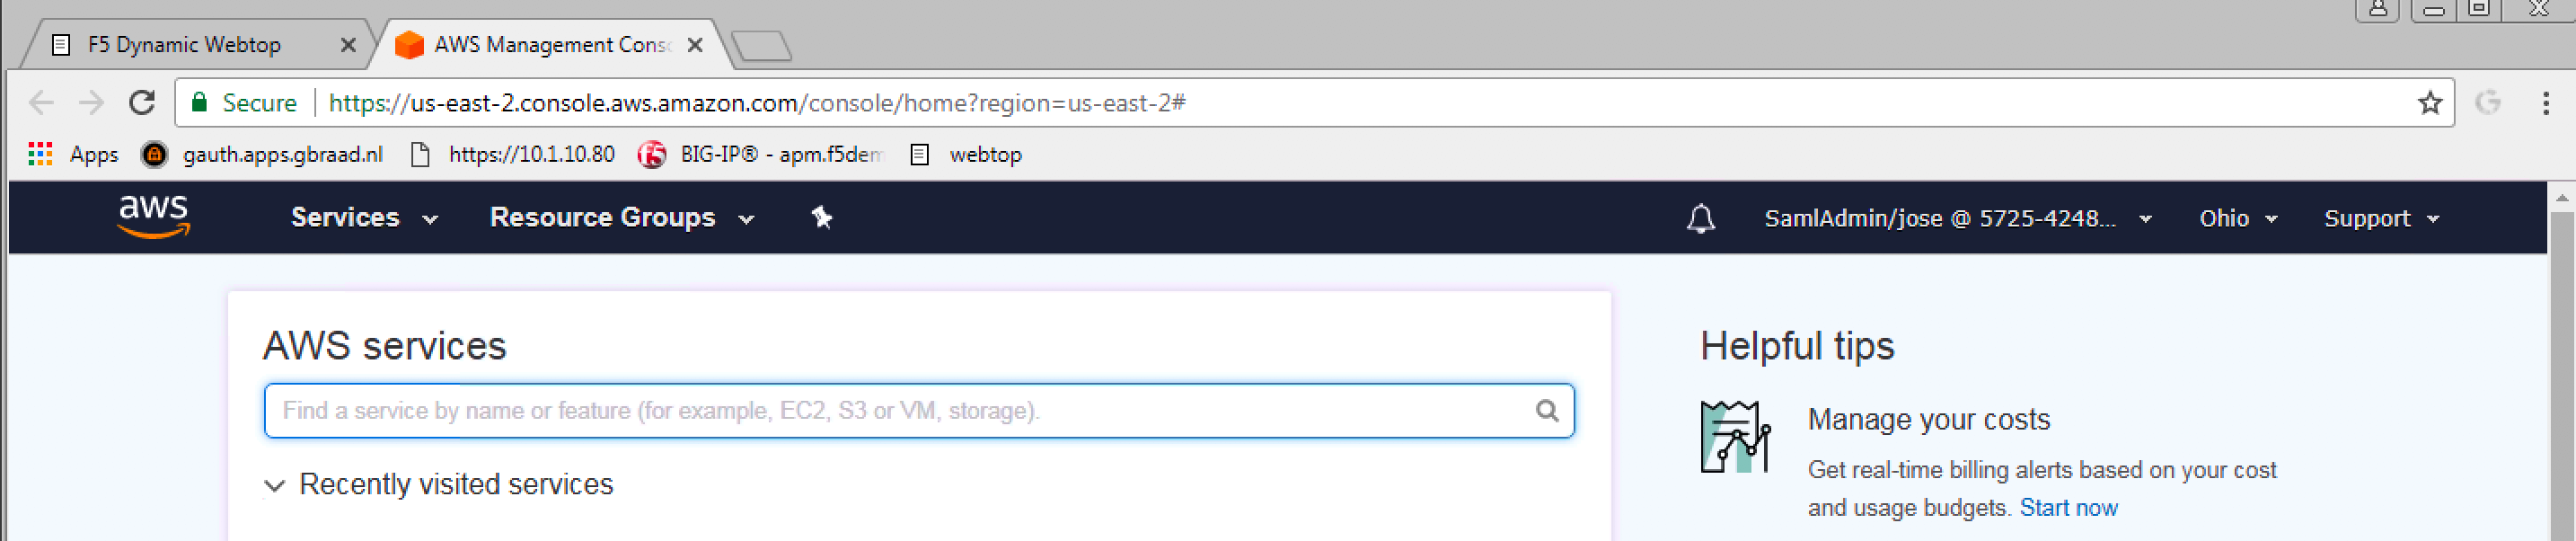 F5 Dynamic Webtop AWS Management Cons
Secure https://us-east-2.console.aws.amazon.com/console/home?region=us-east-2#
Apps gauth.apps.gbraad.nl https://10.1.10.80 BIG-IP® - apm.f5dem webtop
aws Services Resource Groups SamlAdmin/jose @ 5725-4248... Ohio Support
AWS services
Find a service by name or feature (for example, EC2, S3 or VM, storage).
Recently visited services
Helpful tips
Manage your costs
Get real-time billing alerts based on your cost
and usage budgets. Start now